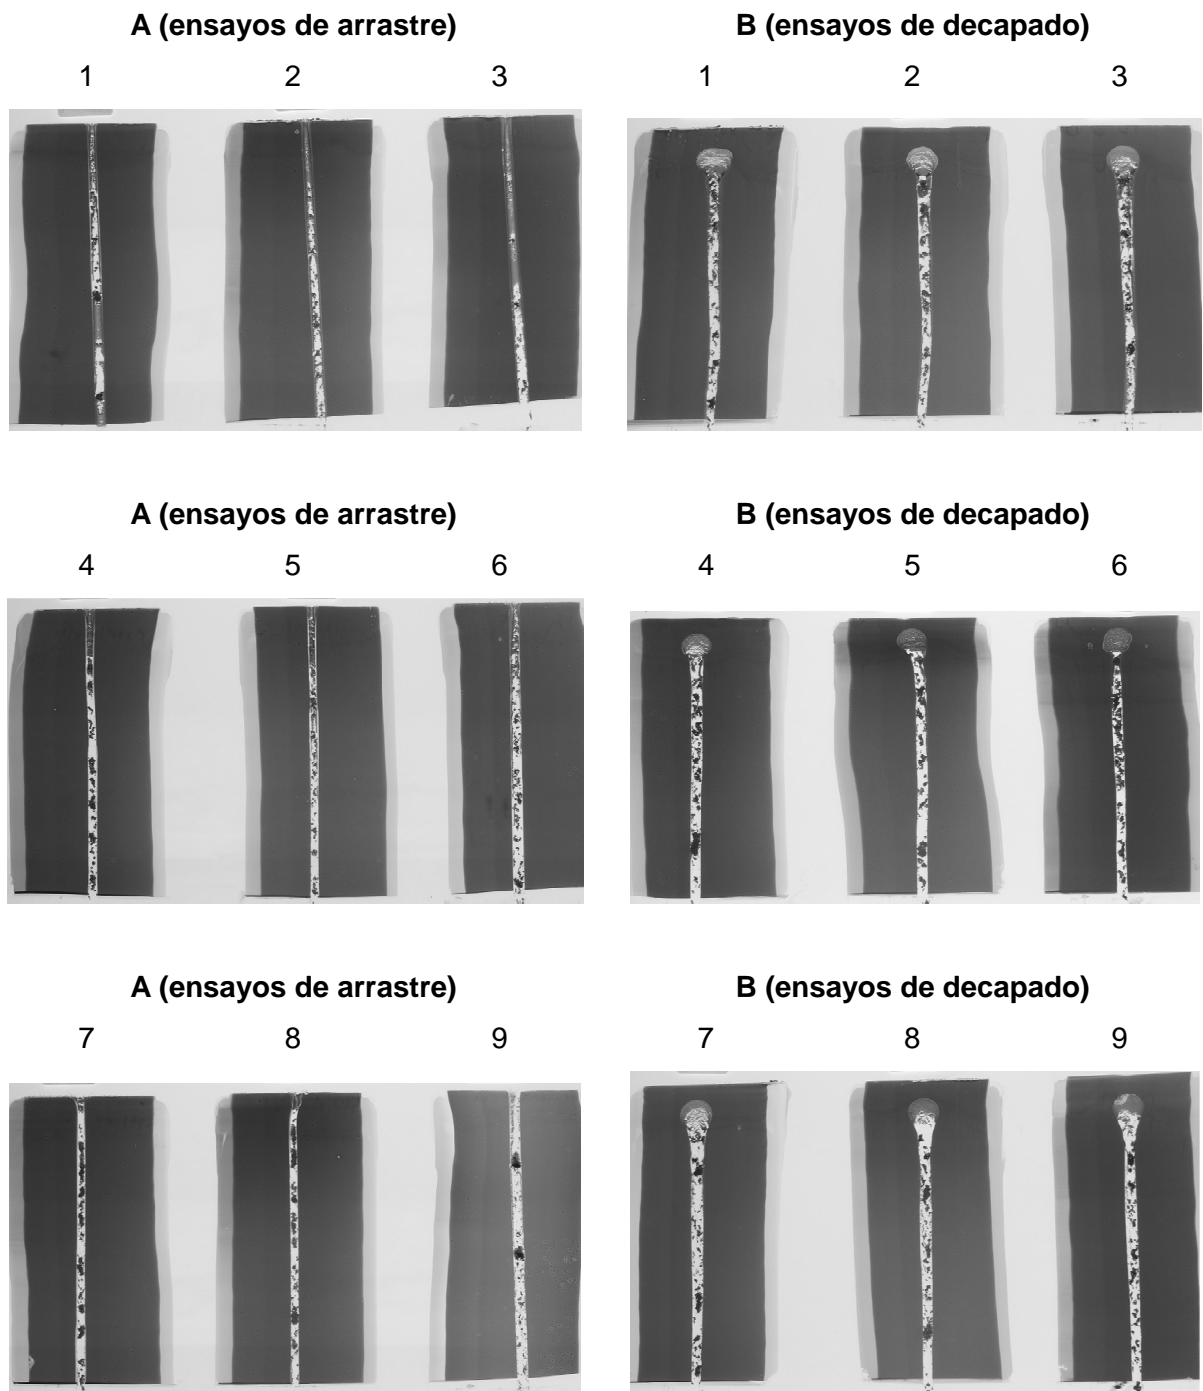 A (ensayos de arrastre) B (ensayos de decapado)
1 2 3 1 2 3
A (ensayos de arrastre) B (ensayos de decapado)
4 5 6 4 5 6
A (ensayos de arrastre) B (ensayos de decapado)
7 8 9 7 8 9